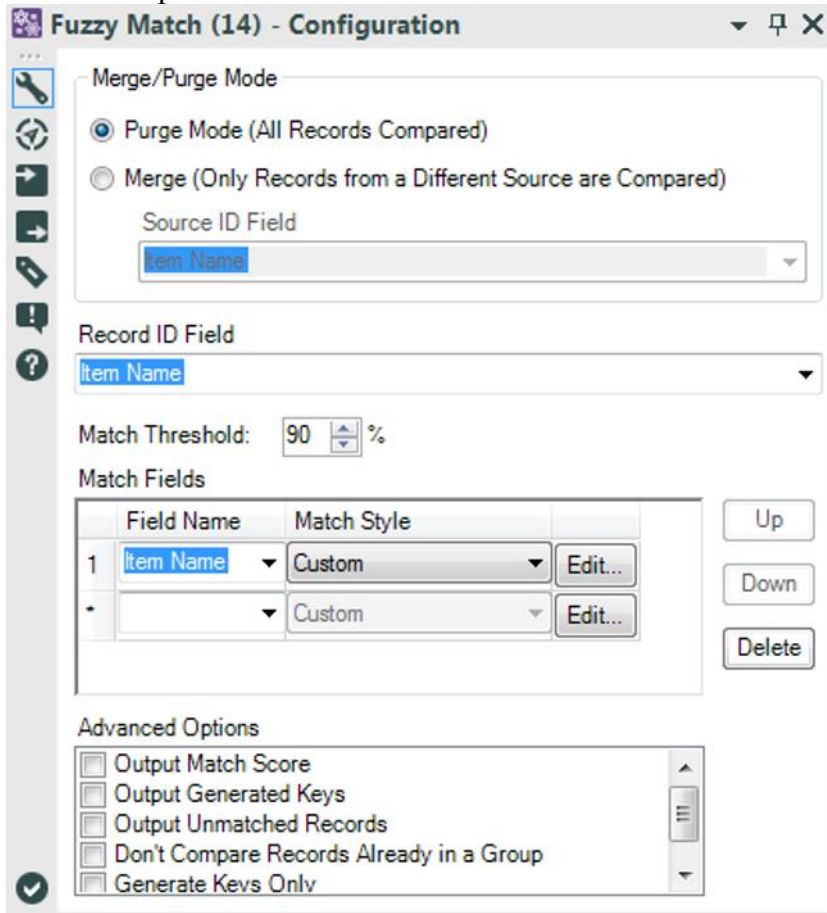 Fuzzy Match (14) - Configuration
Merge/Purge Mode
Purge Mode (All Records Compared)
Merge (Only Records from a Different Source are Compared)
Source ID Field
Item Name
Record ID Field
Item Name
Match Threshold: 90 %
Match Fields
Field Name Match Style
1 Item Name Custom Edit...
* Custom Edit...
Up
Down
Delete
Advanced Options
Output Match Score
Output Generated Keys
Output Unmatched Records
Don't Compare Records Already in a Group
Generate Keys Only